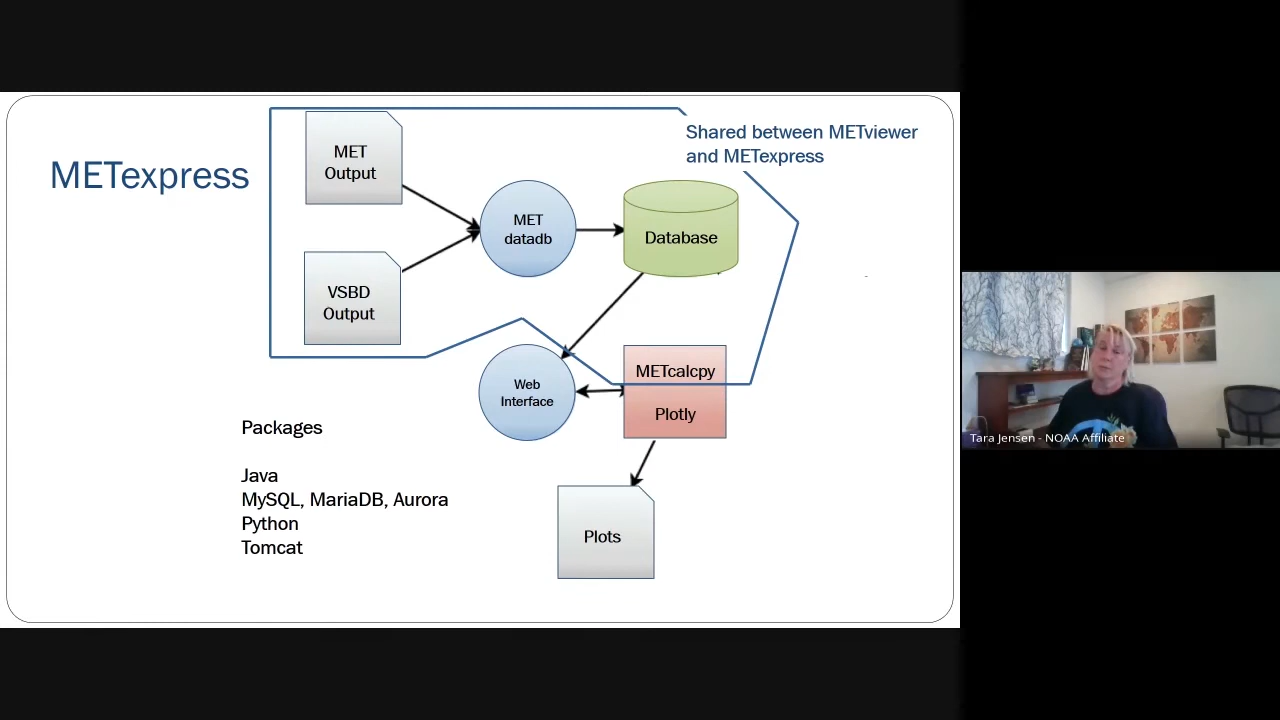 METexpress
MET
Output
Shared between METviewer
and METexpress
MET
datadb
Database
VSBD
Output
Web
Interface
METcalcpy
Plotly
Packages
Java
MySQL, MariaDB, Aurora
Python
Tomcat
Plots
Tara Jensen - NOAA Affiliate